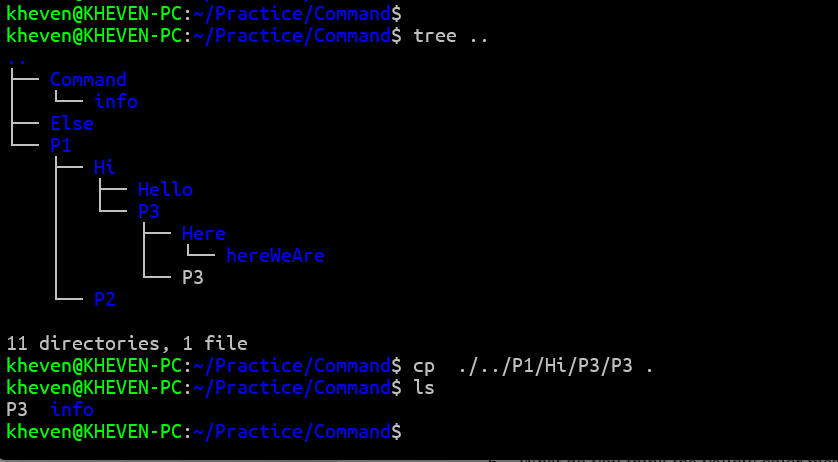 kheven@KHEVEN-PC:~/Practice/Command$
kheven@KHEVEN-PC:~/Practice/Command$ tree ..
..
├── Command
│   └── info
├── Else
└── P1
    ├── Hi
    │   ├── Hello
    │   └── P3
    │       ├── Here
    │       │   └── hereWeAre
    │       └── P3
    └── P2
11 directories, 1 file
kheven@KHEVEN-PC:~/Practice/Command$ cp  ./../P1/Hi/P3/P3 .
kheven@KHEVEN-PC:~/Practice/Command$ ls
P3  info
kheven@KHEVEN-PC:~/Practice/Command$